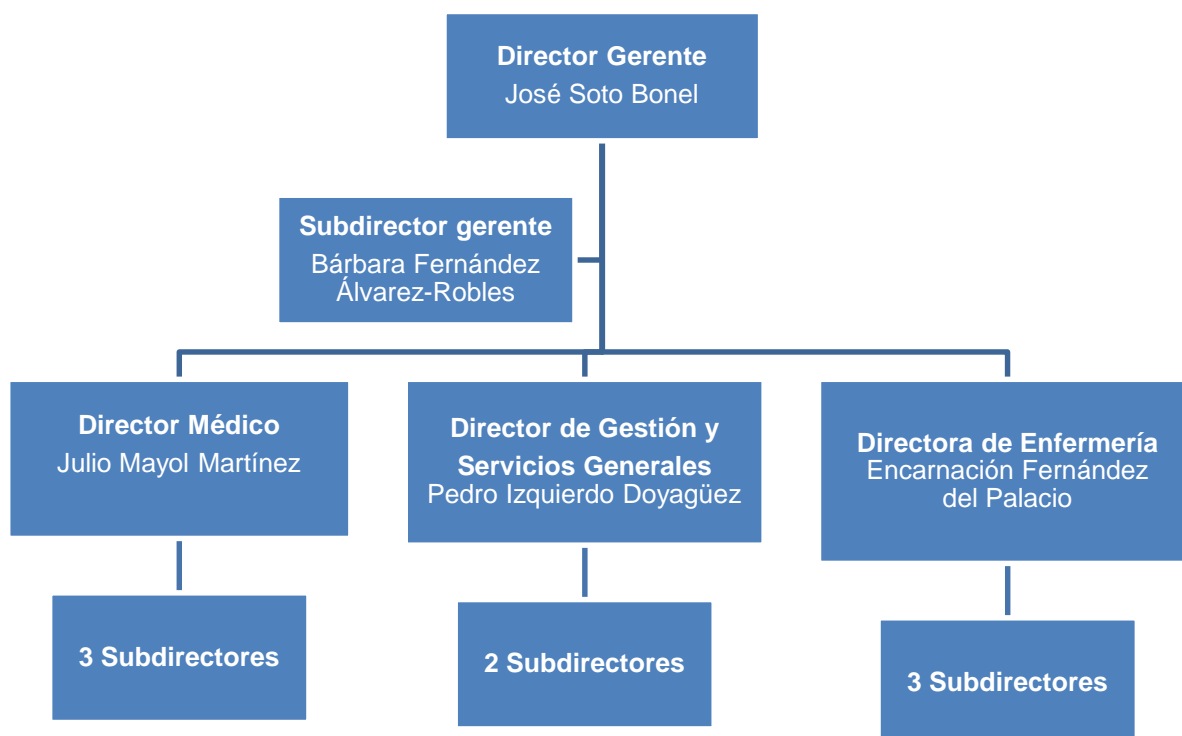 Director Gerente
José Soto Bonel
Subdirector gerente
Bárbara Fernández
Álvarez-Robles
Director Médico
Julio Mayol Martínez
Director de Gestión y
Servicios Generales
Pedro Izquierdo Doyagüez
Directora de Enfermería
Encarnación Fernández
del Palacio
3 Subdirectores
2 Subdirectores
3 Subdirectores